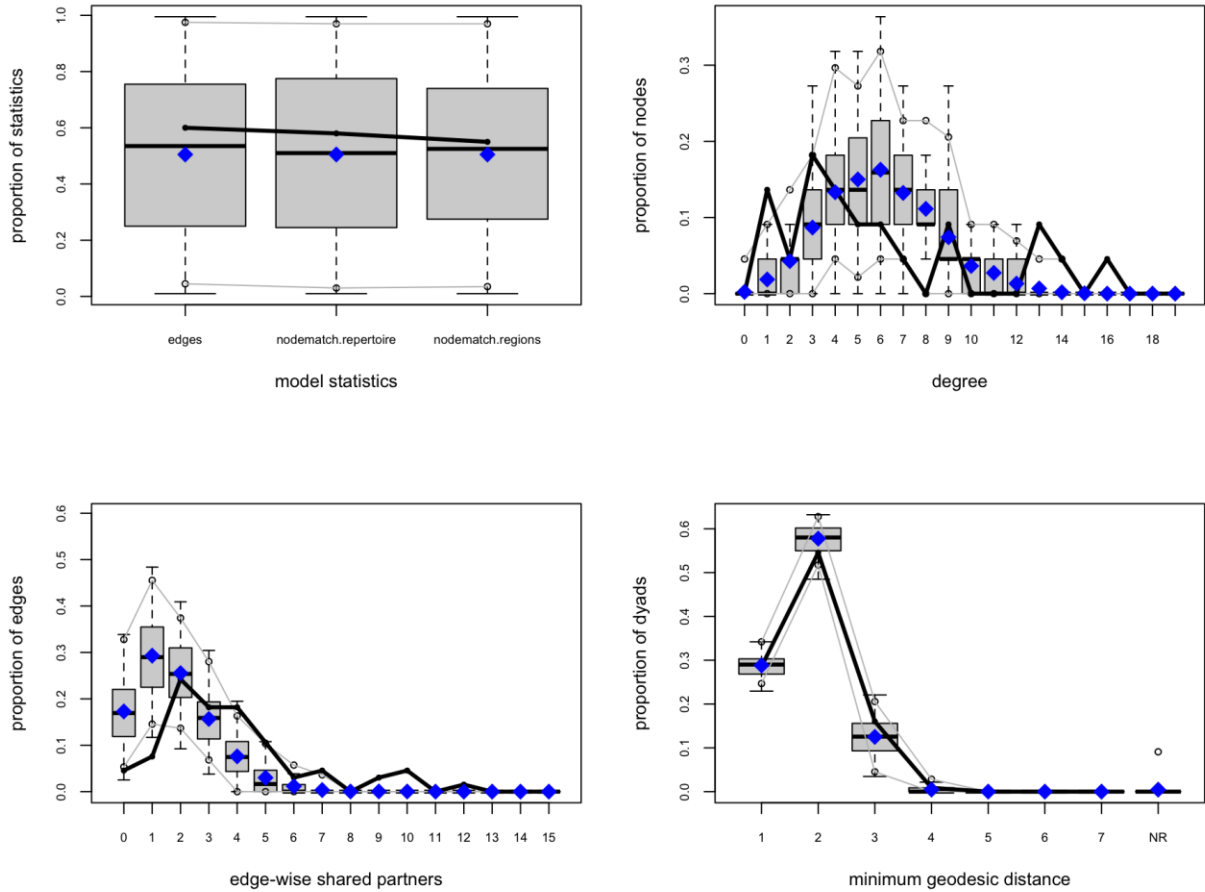 proportion of statistics
0.0 0.2 0.4 0.6 0.8 1.0
edges nodematch.repertoire nodematch.regions
model statistics
proportion of nodes
0.0 0.1 0.2 0.3
0 1 2 3 4 5 6 7 8 9 10 12 14 16 18
degree
proportion of edges
0.0 0.1 0.2 0.3 0.4 0.5 0.6
0 1 2 3 4 5 6 7 8 9 10 11 12 13 14 15
edge-wise shared partners
proportion of dyads
0.0 0.1 0.2 0.3 0.4 0.5 0.6
1 2 3 4 5 6 7 NR
minimum geodesic distance